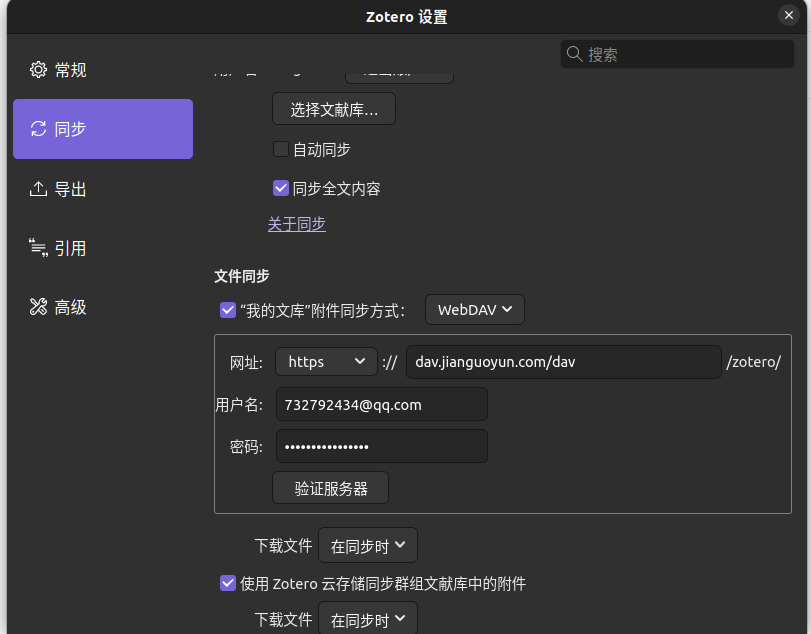 Zotero 设置
搜索
常规
同步
导出
引用
高级
选择文献库…
自动同步
同步全文内容
关于同步
文件同步
“我的文库”附件同步方式： WebDAV
网址: https :// dav.jianguoyun.com/dav /zotero/
用户名: 732792434@qq.com
密码: ••••••••••••••••
验证服务器
下载文件 在同步时
使用 Zotero 云存储同步群组文献库中的附件
下载文件 在同步时